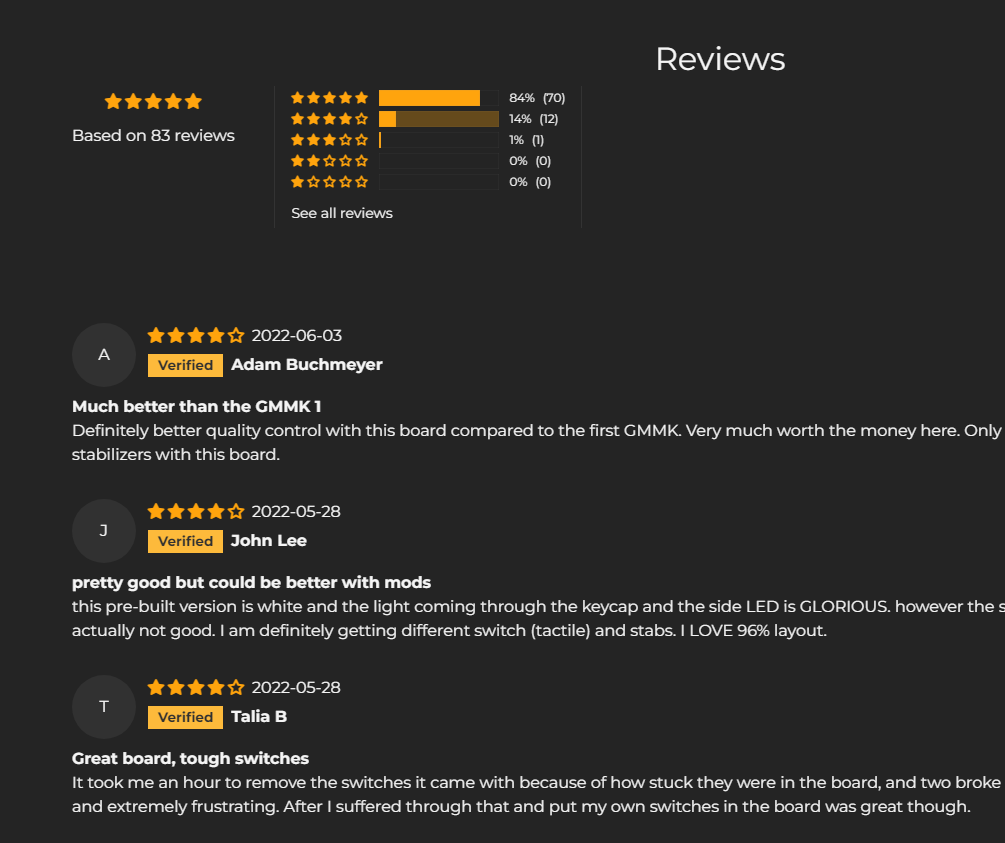 Reviews
Based on 83 reviews
84% (70)
14% (12)
1% (1)
0% (0)
0% (0)
See all reviews
A
2022-06-03
Verified Adam Buchmeyer
Much better than the GMMK 1
Definitely better quality control with this board compared to the first GMMK. Very much worth the money here. Only
stabilizers with this board.
J
2022-05-28
Verified John Lee
pretty good but could be better with mods
this pre-built version is white and the light coming through the keycap and the side LED is GLORIOUS. however the
actually not good. I am definitely getting different switch (tactile) and stabs. I LOVE 96% layout.
T
2022-05-28
Verified Talia B
Great board, tough switches
It took me an hour to remove the switches it came with because of how stuck they were in the board, and two broke
and extremely frustrating. After I suffered through that and put my own switches in the board was great though.